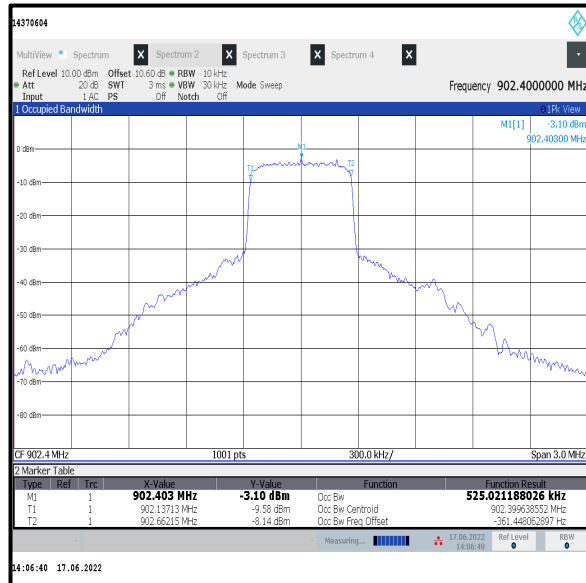 14370604
MultiView Spectrum X Spectrum 2 X Spectrum 3 X Spectrum 4 X
Ref Level 10.00 dBm Offset 10.60 dB RBW 10 kHz
Att 20 dB SWT 3 ms VBW 30 kHz Mode Sweep Frequency 902.4000000 MHz
Input 1 AC PS Off Notch Off
1 Occupied Bandwidth 1Pk View
M1[1] -3.10 dBm
902.40300 MHz
0 dBm
M1
T1
T2
-10 dBm
-20 dBm
-30 dBm
-40 dBm
-50 dBm
-60 dBm
-70 dBm
-80 dBm
CF 902.4 MHz 1001 pts 300.0 kHz/ Span 3.0 MHz
2 Marker Table
Type Ref Trc X-Value Y-Value Function Function Result
M1 1 902.403 MHz -3.10 dBm Occ Bw 525.021188026 kHz
T1 1 902.13713 MHz -9.58 dBm Occ Bw Centroid 902.399638552 MHz
T2 1 902.66215 MHz -8.14 dBm Occ Bw Freq Offset -361.448062897 Hz
Measuring... 17.06.2022 14:06:40 Ref Level RBW
14:06:40 17.06.2022